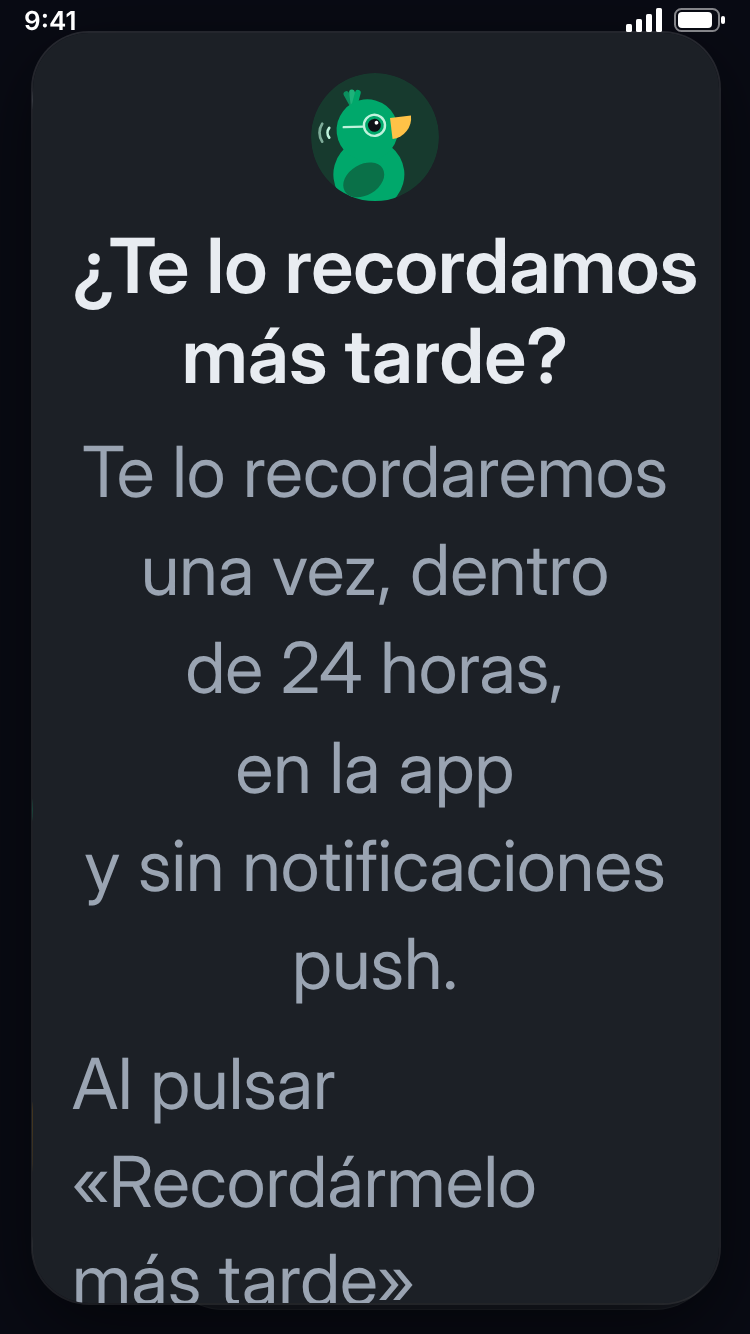 9:41
¿Te lo recordamos
más tarde?
Te lo recordaremos
una vez, dentro
de 24 horas,
en la app
y sin notificaciones
push.
Al pulsar
«Recordármelo
más tarde»